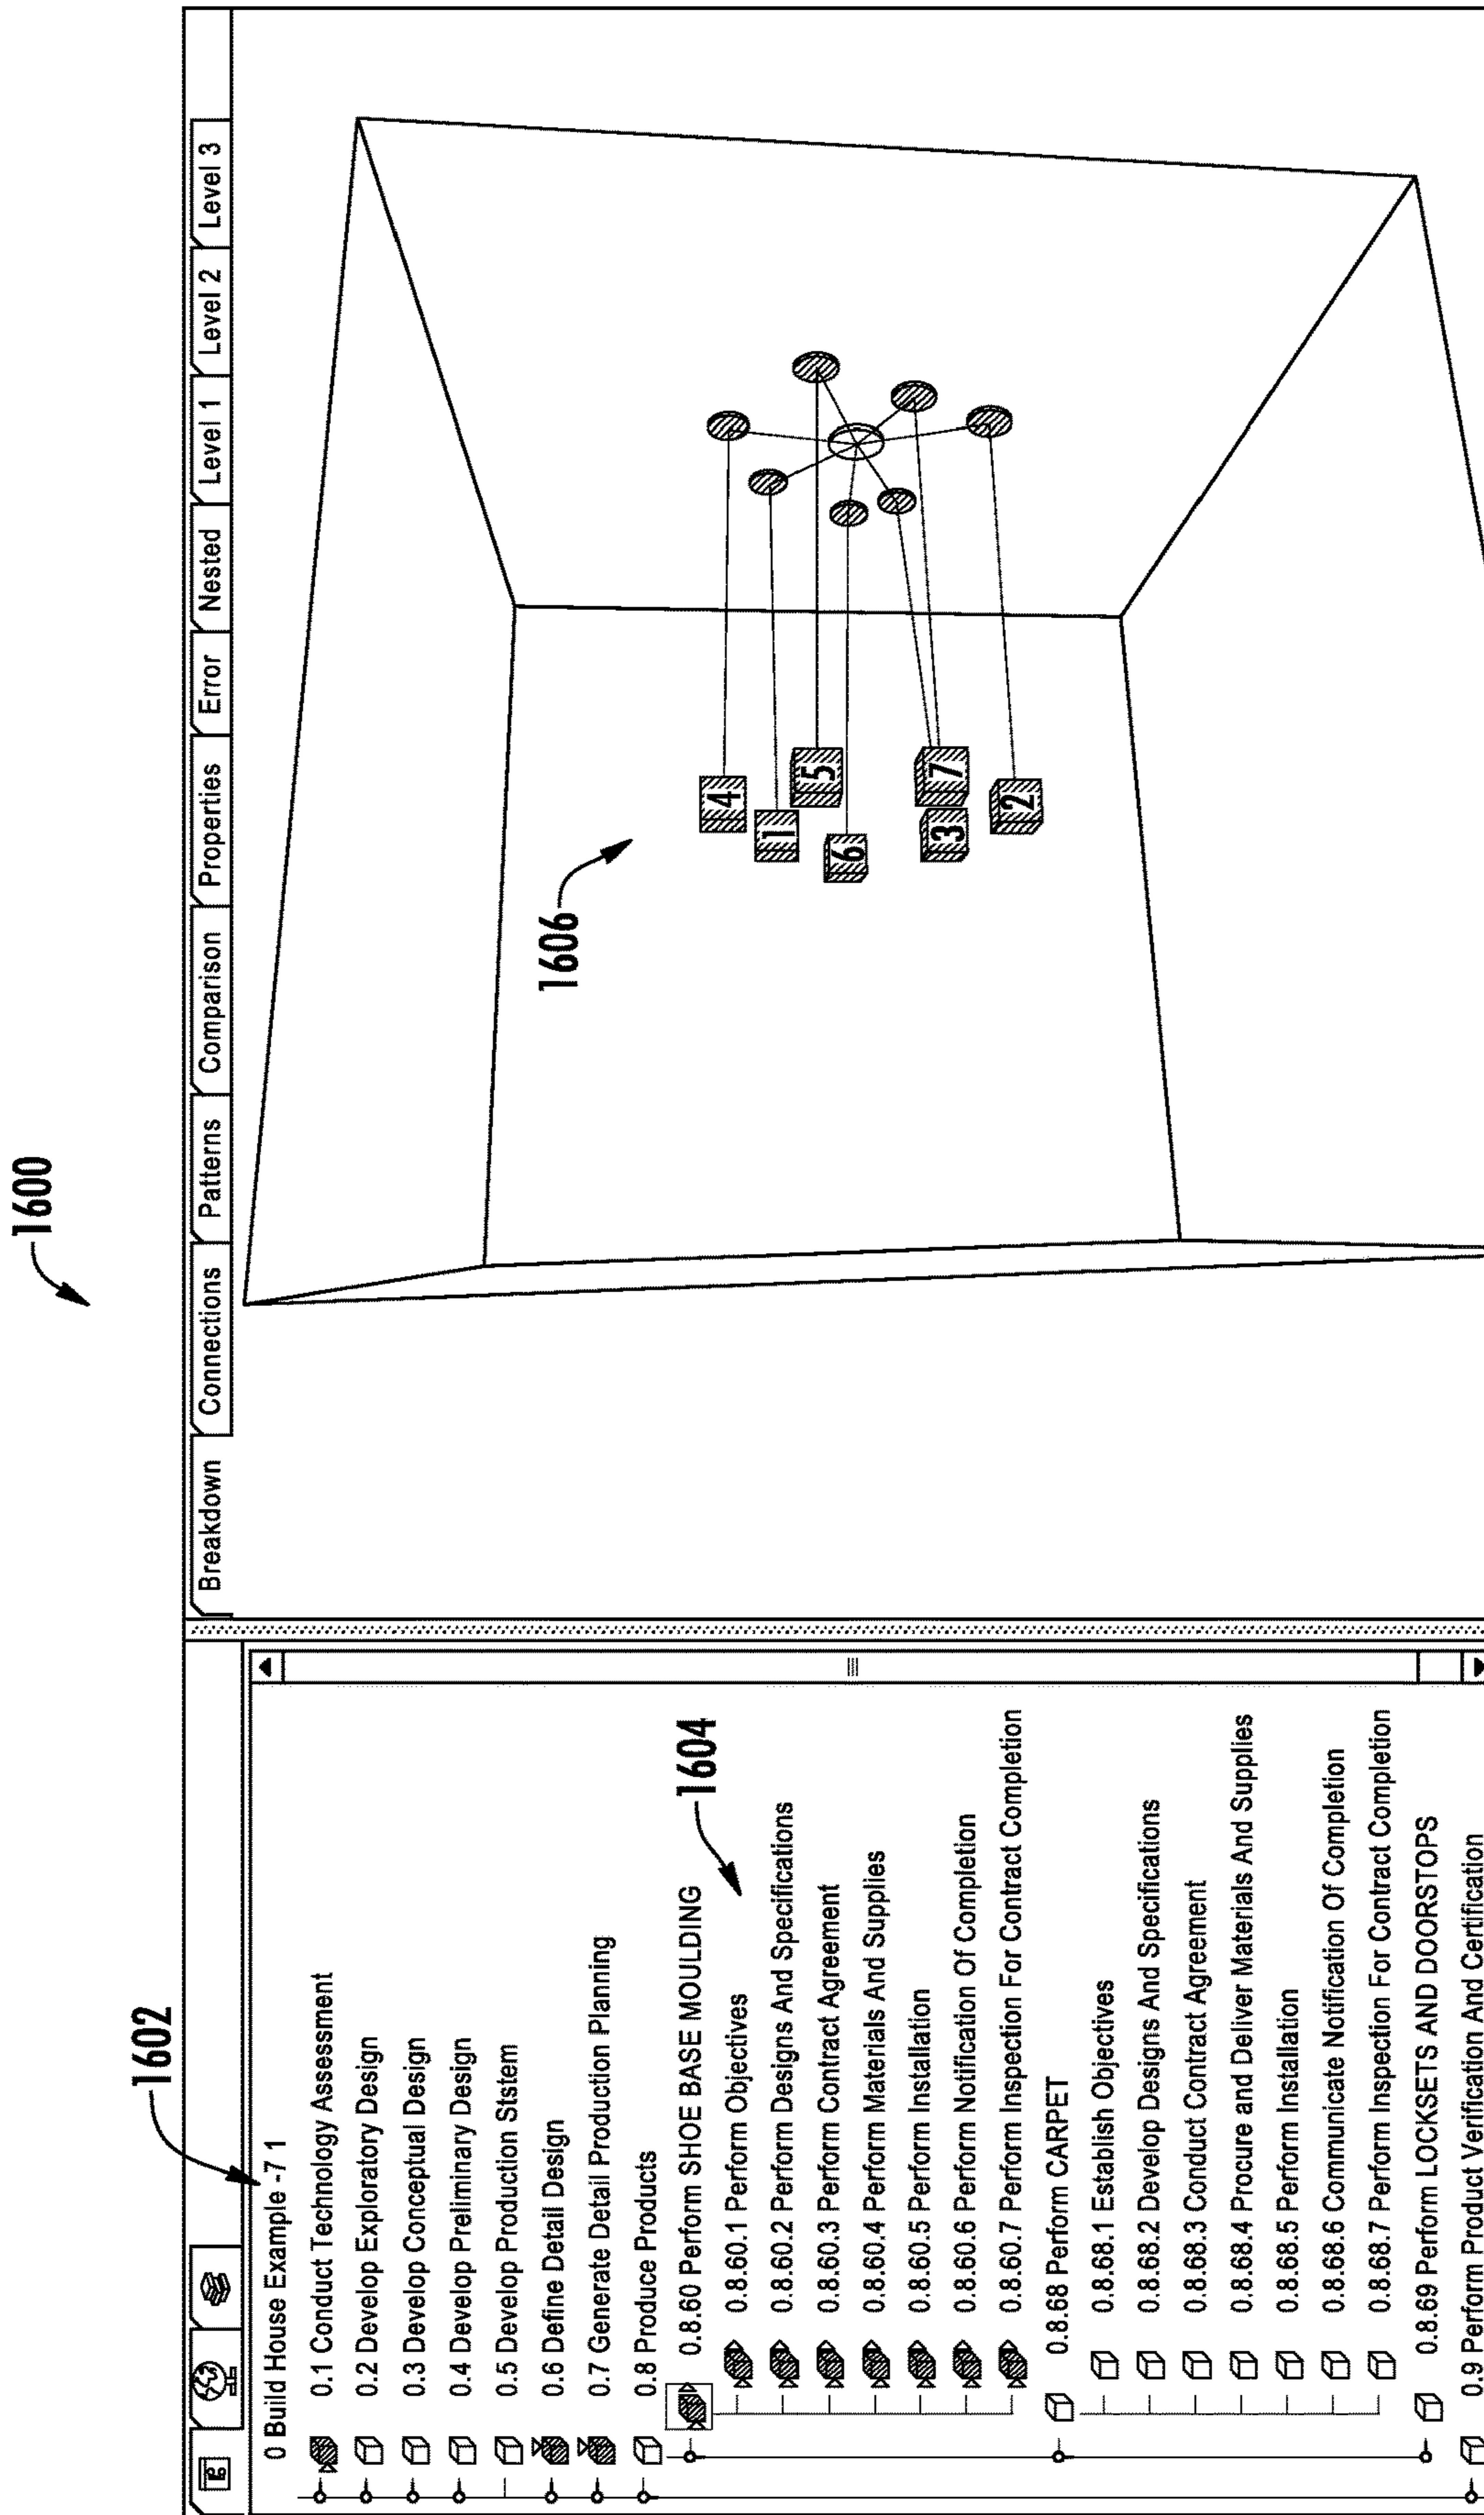 1600
Breakdown
Connections
Patterns
Comparison
Properties
Error
Nested
Level 1
Level 2
Level 3
1602
0 Build House Example -7 1
0.1 Conduct Technology Assessment
0.2 Develop Exploratory Design
0.3 Develop Conceptual Design
0.4 Develop Preliminary Design
0.5 Develop Production Ststem
0.6 Define Detail Design
0.7 Generate Detail Production Planning
0.8 Produce Products
0.8.60 Perform SHOE BASE MOULDING
1604
0.8.60.1 Perform Objectives
0.8.60.2 Perform Designs And Specifications
0.8.60.3 Perform Contract Agreement
0.8.60.4 Perform Materials And Supplies
0.8.60.5 Perform Installation
0.8.60.6 Perform Notification Of Completion
0.8.60.7 Perform Inspection For Contract Completion
0.8.68 Perform CARPET
0.8.68.1 Establish Objectives
0.8.68.2 Develop Designs And Specifications
0.8.68.3 Conduct Contract Agreement
0.8.68.4 Procure and Deliver Materials And Supplies
0.8.68.5 Perform Installation
0.8.68.6 Communicate Notification Of Completion
0.8.68.7 Perform Inspection For Contract Completion
0.8.69 Perform LOCKSETS AND DOORSTOPS
0.9 Perform Product Verification And Certification
1606
4
1
5
6
3
7
2